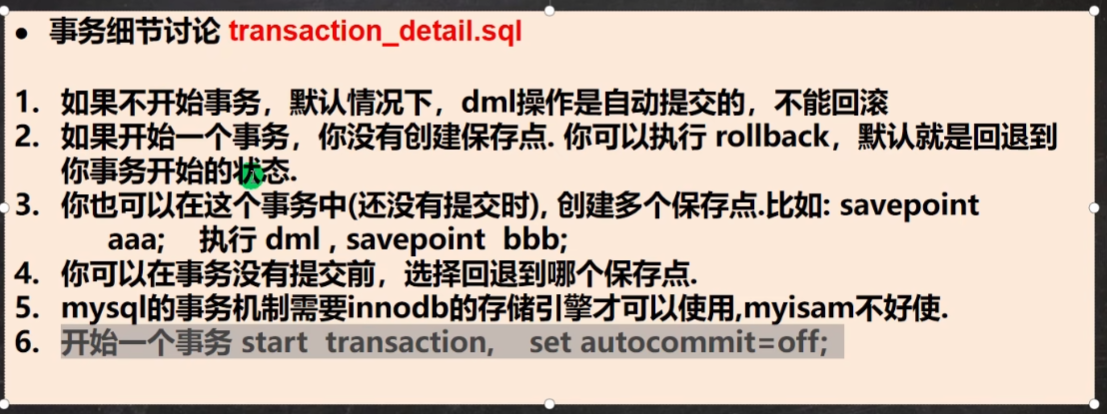 ● 事务细节讨论 transaction_detail.sql
1. 如果不开始事务，默认情况下，dml操作是自动提交的，不能回滚
2. 如果开始一个事务，你没有创建保存点. 你可以执行 rollback，默认就是回退到
你事务开始的状态.
3. 你也可以在这个事务中(还没有提交时), 创建多个保存点.比如: savepoint
aaa; 执行 dml , savepoint bbb;
4. 你可以在事务没有提交前，选择回退到哪个保存点.
5. mysql的事务机制需要innodb的存储引擎才可以使用,myisam不好使.
6. 开始一个事务 start transaction, set autocommit=off;